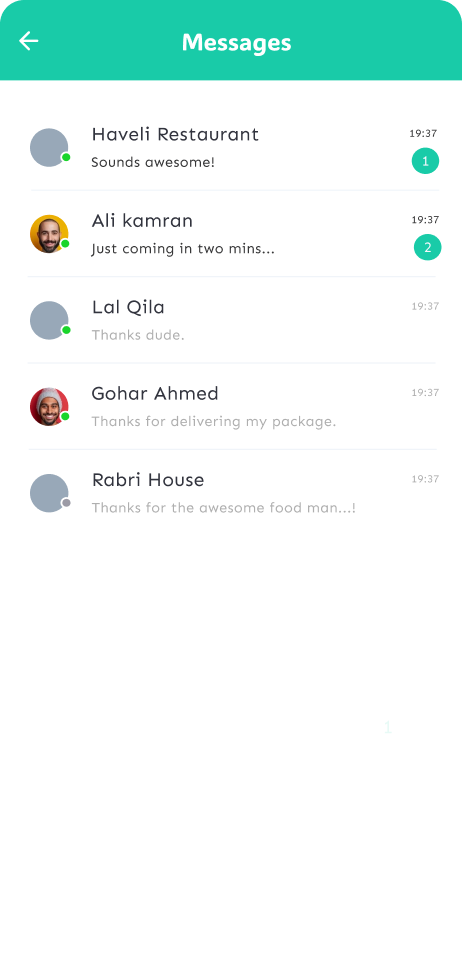 Messages
Haveli Restaurant
19:37
Sounds awesome!
1
Ali kamran
19:37
Just coming in two mins...
2
Lal Qila
19:37
Thanks dude.
Gohar Ahmed
19:37
Thanks for delivering my package.
Rabri House
19:37
Thanks for the awesome food man...!
1